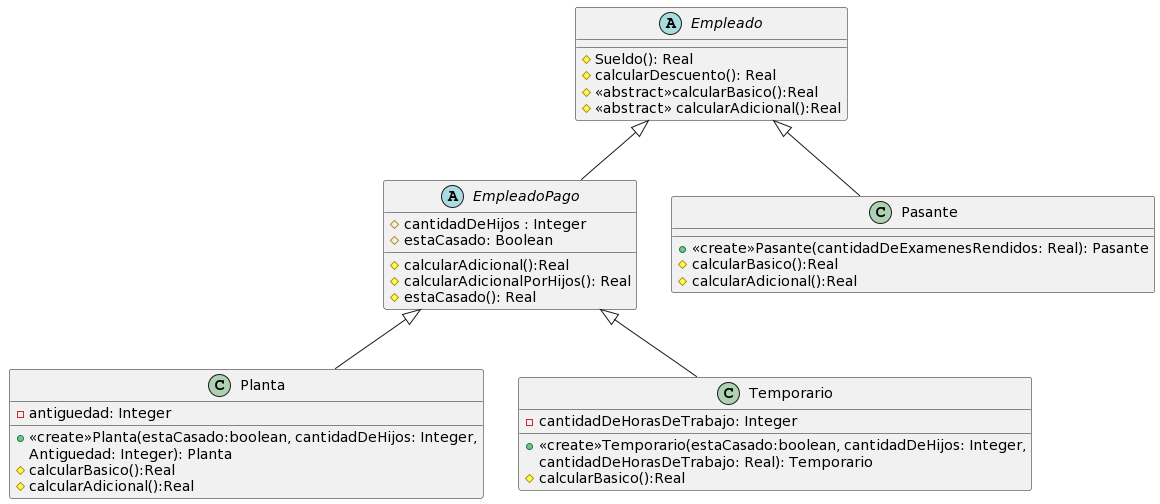 A Empleado
Sueldo(): Real
calcularDescuento(): Real
«abstract»calcularBasico():Real
«abstract» calcularAdicional():Real
A EmpleadoPago
cantidadDeHijos : Integer
estaCasado: Boolean
calcularAdicional():Real
calcularAdicionalPorHijos(): Real
estaCasado(): Real
C Pasante
«create»Pasante(cantidadDeExamenesRendidos: Real): Pasante
calcularBasico():Real
calcularAdicional():Real
C Planta
antiguedad: Integer
«create»Planta(estaCasado:boolean, cantidadDeHijos: Integer,
Antiguedad: Integer): Planta
calcularBasico():Real
calcularAdicional():Real
C Temporario
cantidadDeHorasDeTrabajo: Integer
«create»Temporario(estaCasado:boolean, cantidadDeHijos: Integer,
cantidadDeHorasDeTrabajo: Real): Temporario
calcularBasico():Real